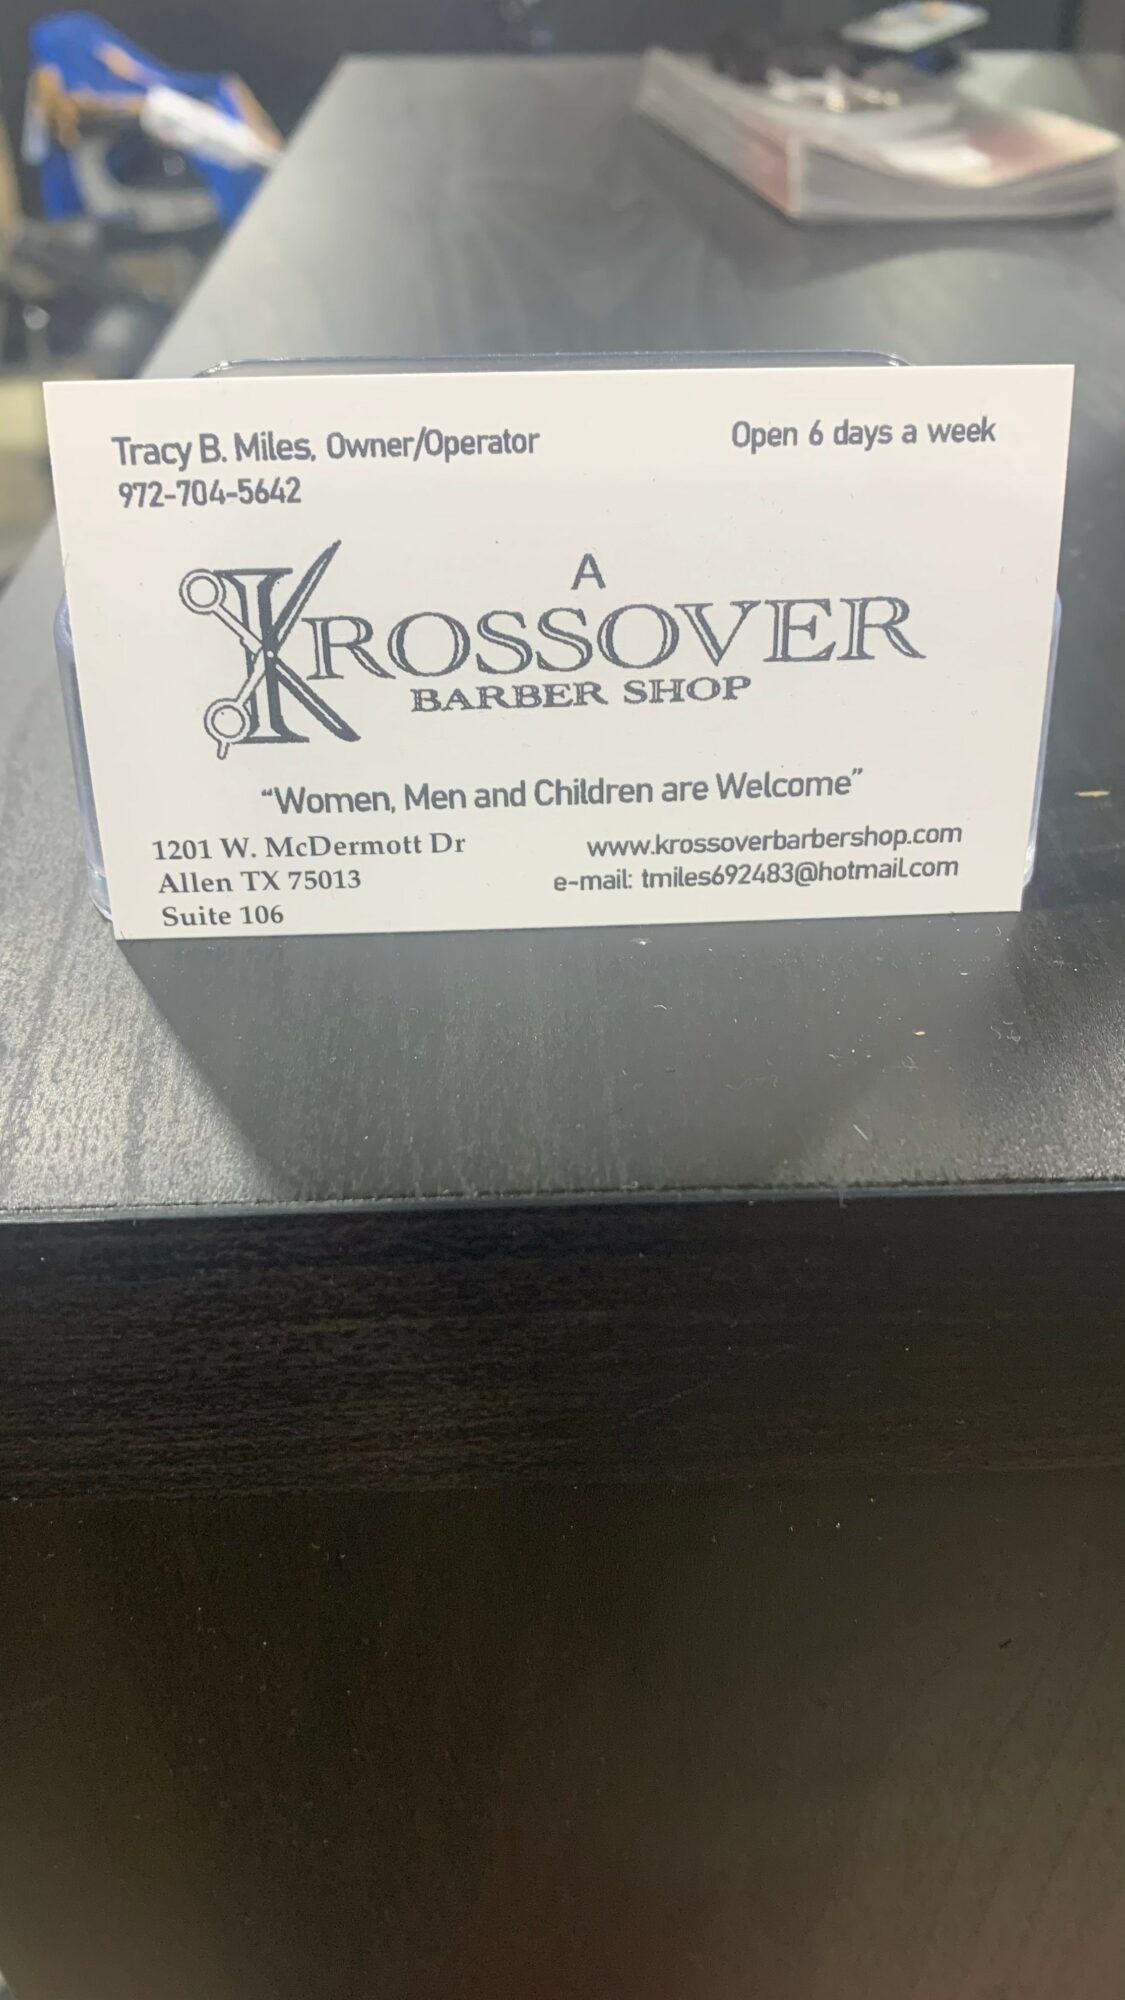 Tracy B. Miles, Owner/Operator
Open 6 days a week
972-704-5642
A
KROSSOVER
BARBER SHOP
“Women, Men and Children are Welcome”
1201 W. McDermott Dr
Allen TX 75013
Suite 106
www.krossoverbarbershop.com
e-mail: tmiles692483@hotmail.com